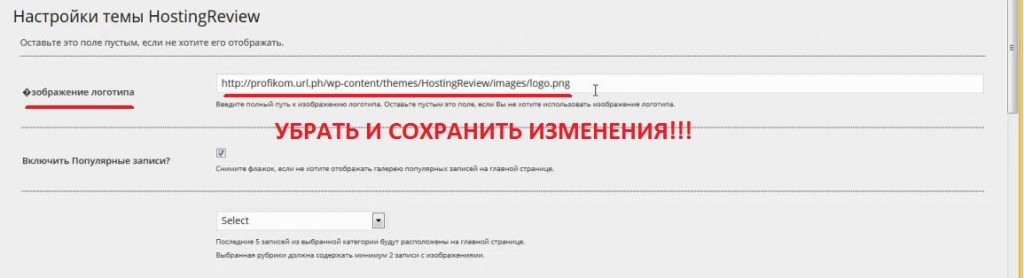 Настройки темы HostingReview
Оставьте это поле пустым, если не хотите его отображать.
�зображение логотипа
http://profikom.url.ph/wp-content/themes/HostingReview/images/logo.png
Введите полный путь к изображению логотипа. Оставьте пустым это поле, если Вы не хотите использовать изображение логотипа.
УБРАТЬ И СОХРАНИТЬ ИЗМЕНЕНИЯ!!!
Включить Популярные записи?
Снимите флажок, если не хотите отображать галерею популярных записей на главной странице.
Select
Последние 5 записей из выбранной категории будут расположены на главной странице.
Выбранная рубрики должна содержать минимум 2 записи с изображениями.